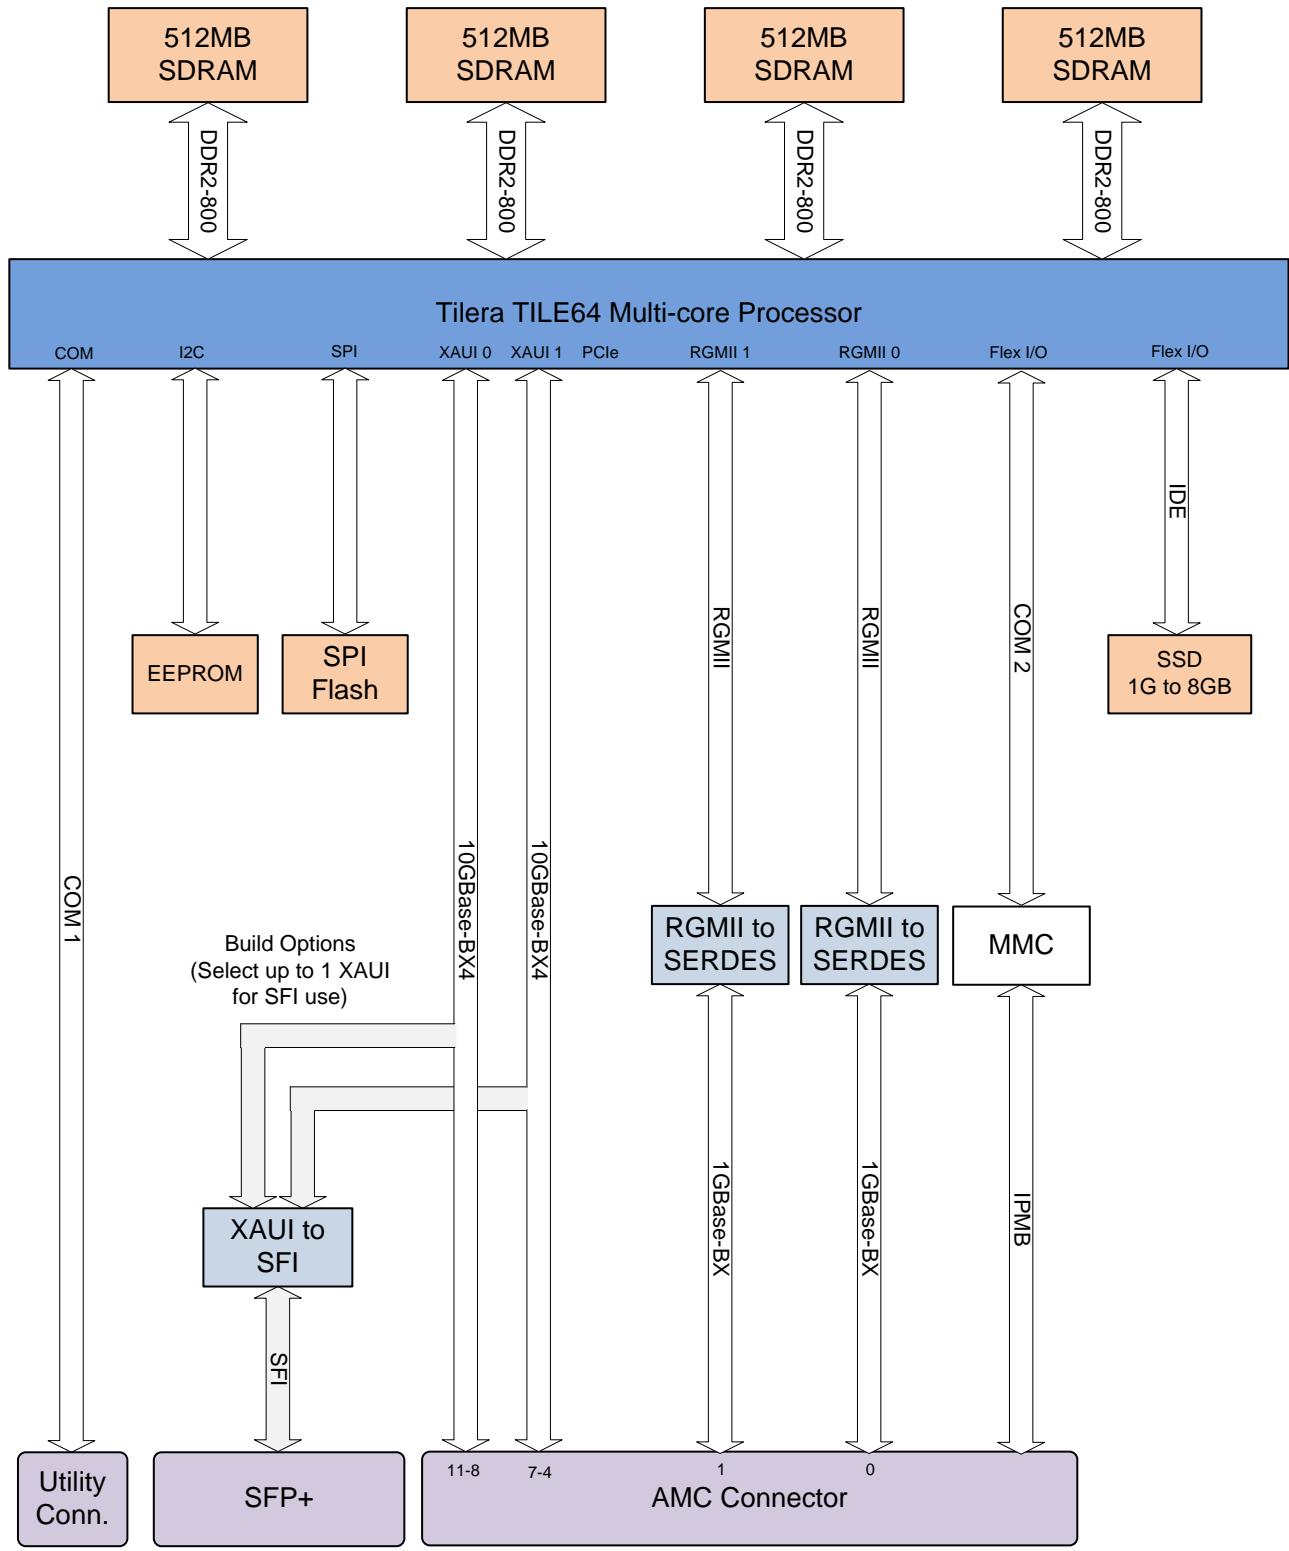 512MB
SDRAM
512MB
SDRAM
512MB
SDRAM
512MB
SDRAM
DDR2-800
DDR2-800
DDR2-800
DDR2-800
Tilera TILE64 Multi-core Processor
COM
I2C
SPI
XAUI 0
XAUI 1
PCIe
RGMII 1
RGMII 0
Flex I/O
Flex I/O
IDE
RGMII
RGMII
COM 2
EEPROM
SPI
Flash
SSD
1G to 8GB
COM 1
10GBase-BX4
10GBase-BX4
RGMII to
SERDES
RGMII to
SERDES
MMC
Build Options
(Select up to 1 XAUI
for SFI use)
1GBase-BX
1GBase-BX
IPMB
XAUI to
SFI
SFI
Utility
Conn.
SFP+
11-8
7-4
1
0
AMC Connector